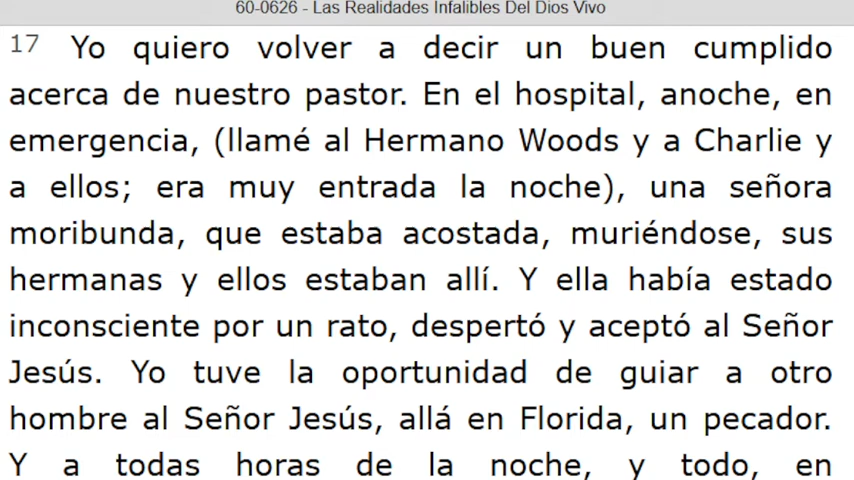 60-0626 - Las Realidades Infalibles Del Dios Vivo
17 Yo quiero volver a decir un buen cumplido
acerca de nuestro pastor. En el hospital, anoche, en
emergencia, (llamé al Hermano Woods y a Charlie y
a ellos; era muy entrada la noche), una señora
moribunda, que estaba acostada, muriéndose, sus
hermanas y ellos estaban allí. Y ella había estado
inconsciente por un rato, despertó y aceptó al Señor
Jesús. Yo tuve la oportunidad de guiar a otro
hombre al Señor Jesús, allá en Florida, un pecador.
Y a todas horas de la noche, y todo, en